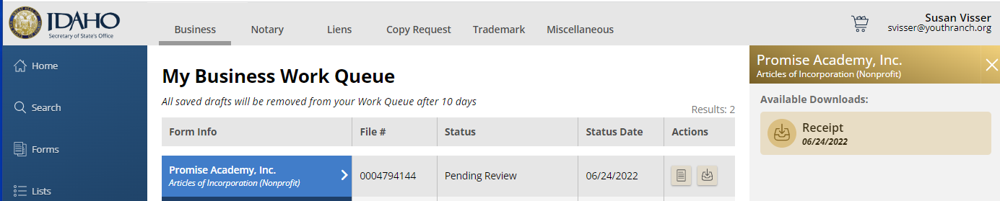 IDAHO
Secretary of State's Office
Business
Notary
Liens
Copy Request
Trademark
Miscellaneous
Susan Visser
svisser@youthranch.org
Home
Search
Forms
Lists
My Business Work Queue
All saved drafts will be removed from your Work Queue after 10 days
Results: 2
Form Info
File #
Status
Status Date
Actions
Promise Academy, Inc.
Articles of Incorporation (Nonprofit)
0004794144
Pending Review
06/24/2022
Promise Academy, Inc.
Articles of Incorporation (Nonprofit)
Available Downloads:
Receipt
06/24/2022